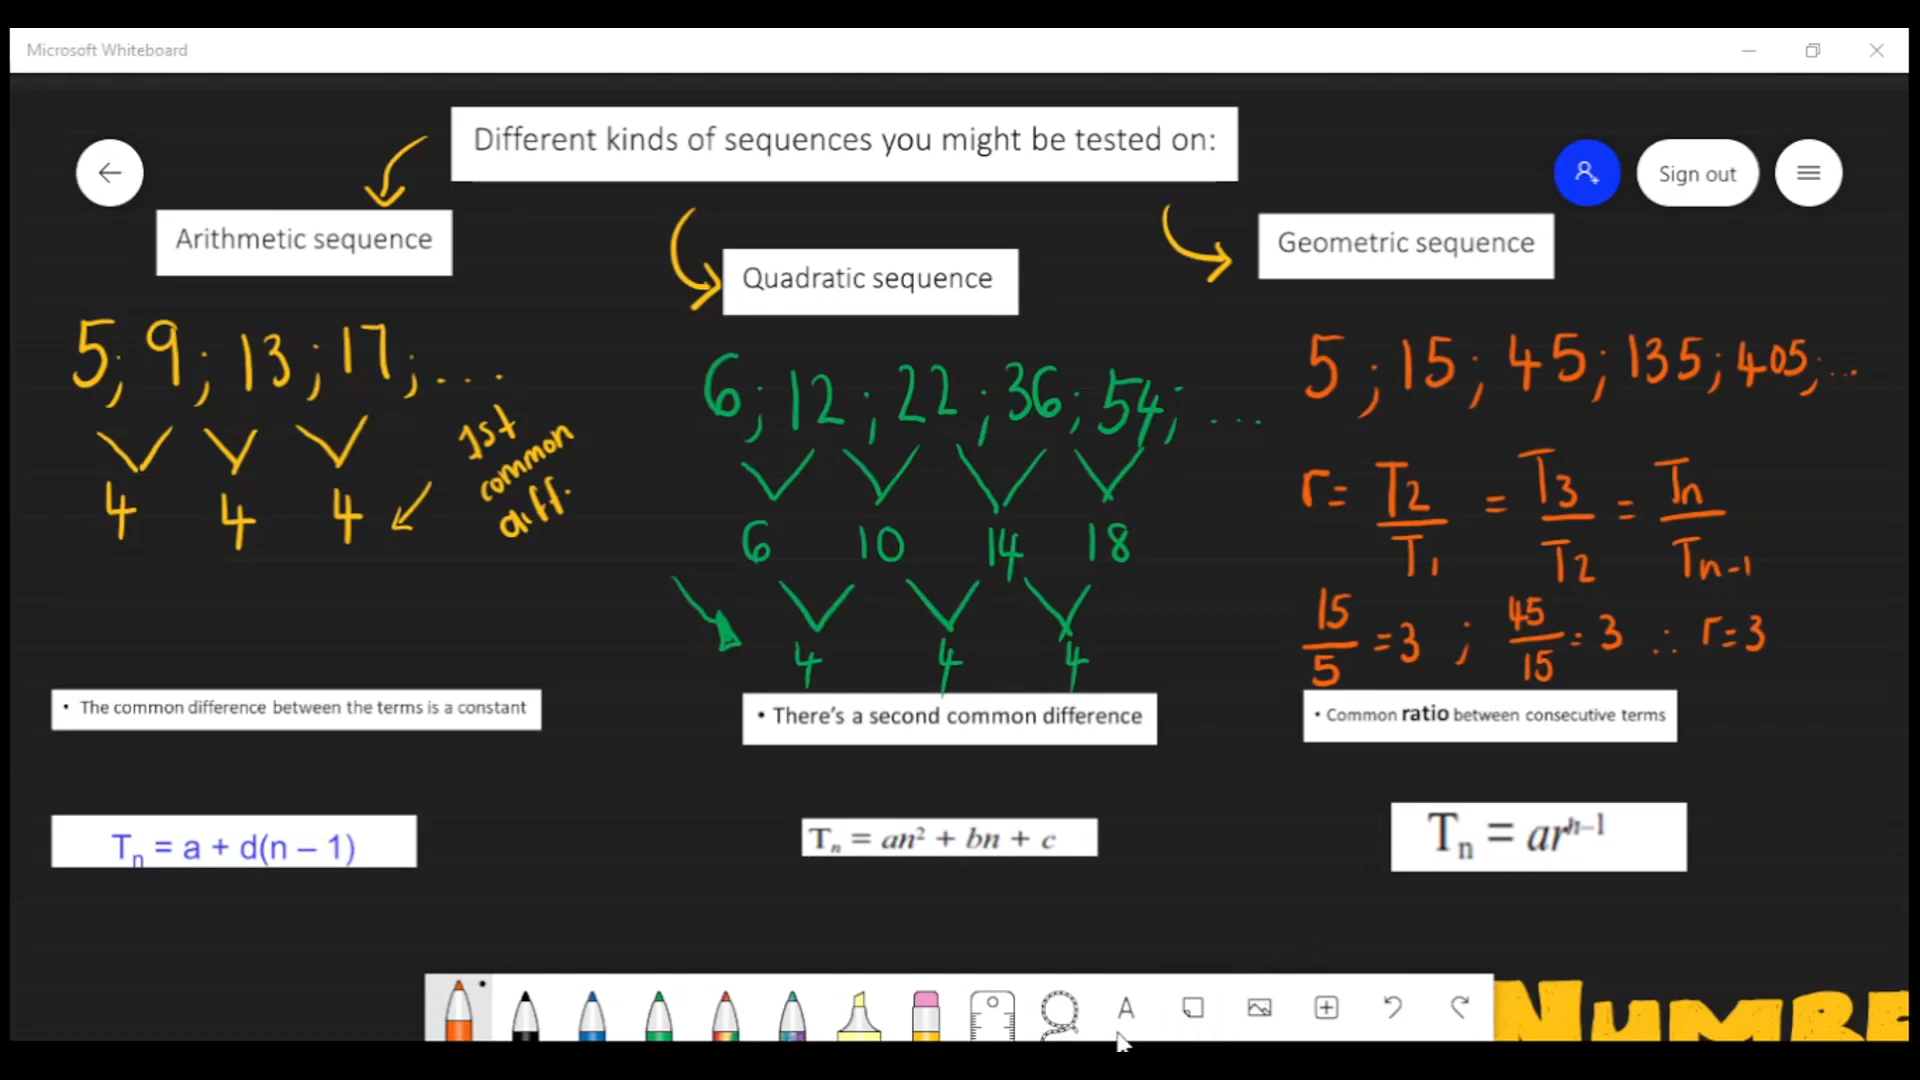 Microsoft Whiteboard
Different kinds of sequences you might be tested on:
Sign out
Arithmetic sequence
5; 9; 13; 17; ...
4 4 4
1st
common
diff.
• The common difference between the terms is a constant
Tn = a + d(n – 1)
Quadratic sequence
6; 12; 22; 36; 54; ...
6 10 14 18
4 4 4
• There's a second common difference
Tn = an² + bn + c
Geometric sequence
5; 15; 45; 135; 405; ...
r = T2/T1 = T3/T2 = Tn/Tn-1
15/5 = 3 ; 45/15 = 3 ∴ r = 3
• Common ratio between consecutive terms
Tn = arⁿ⁻¹
A
NUMBE